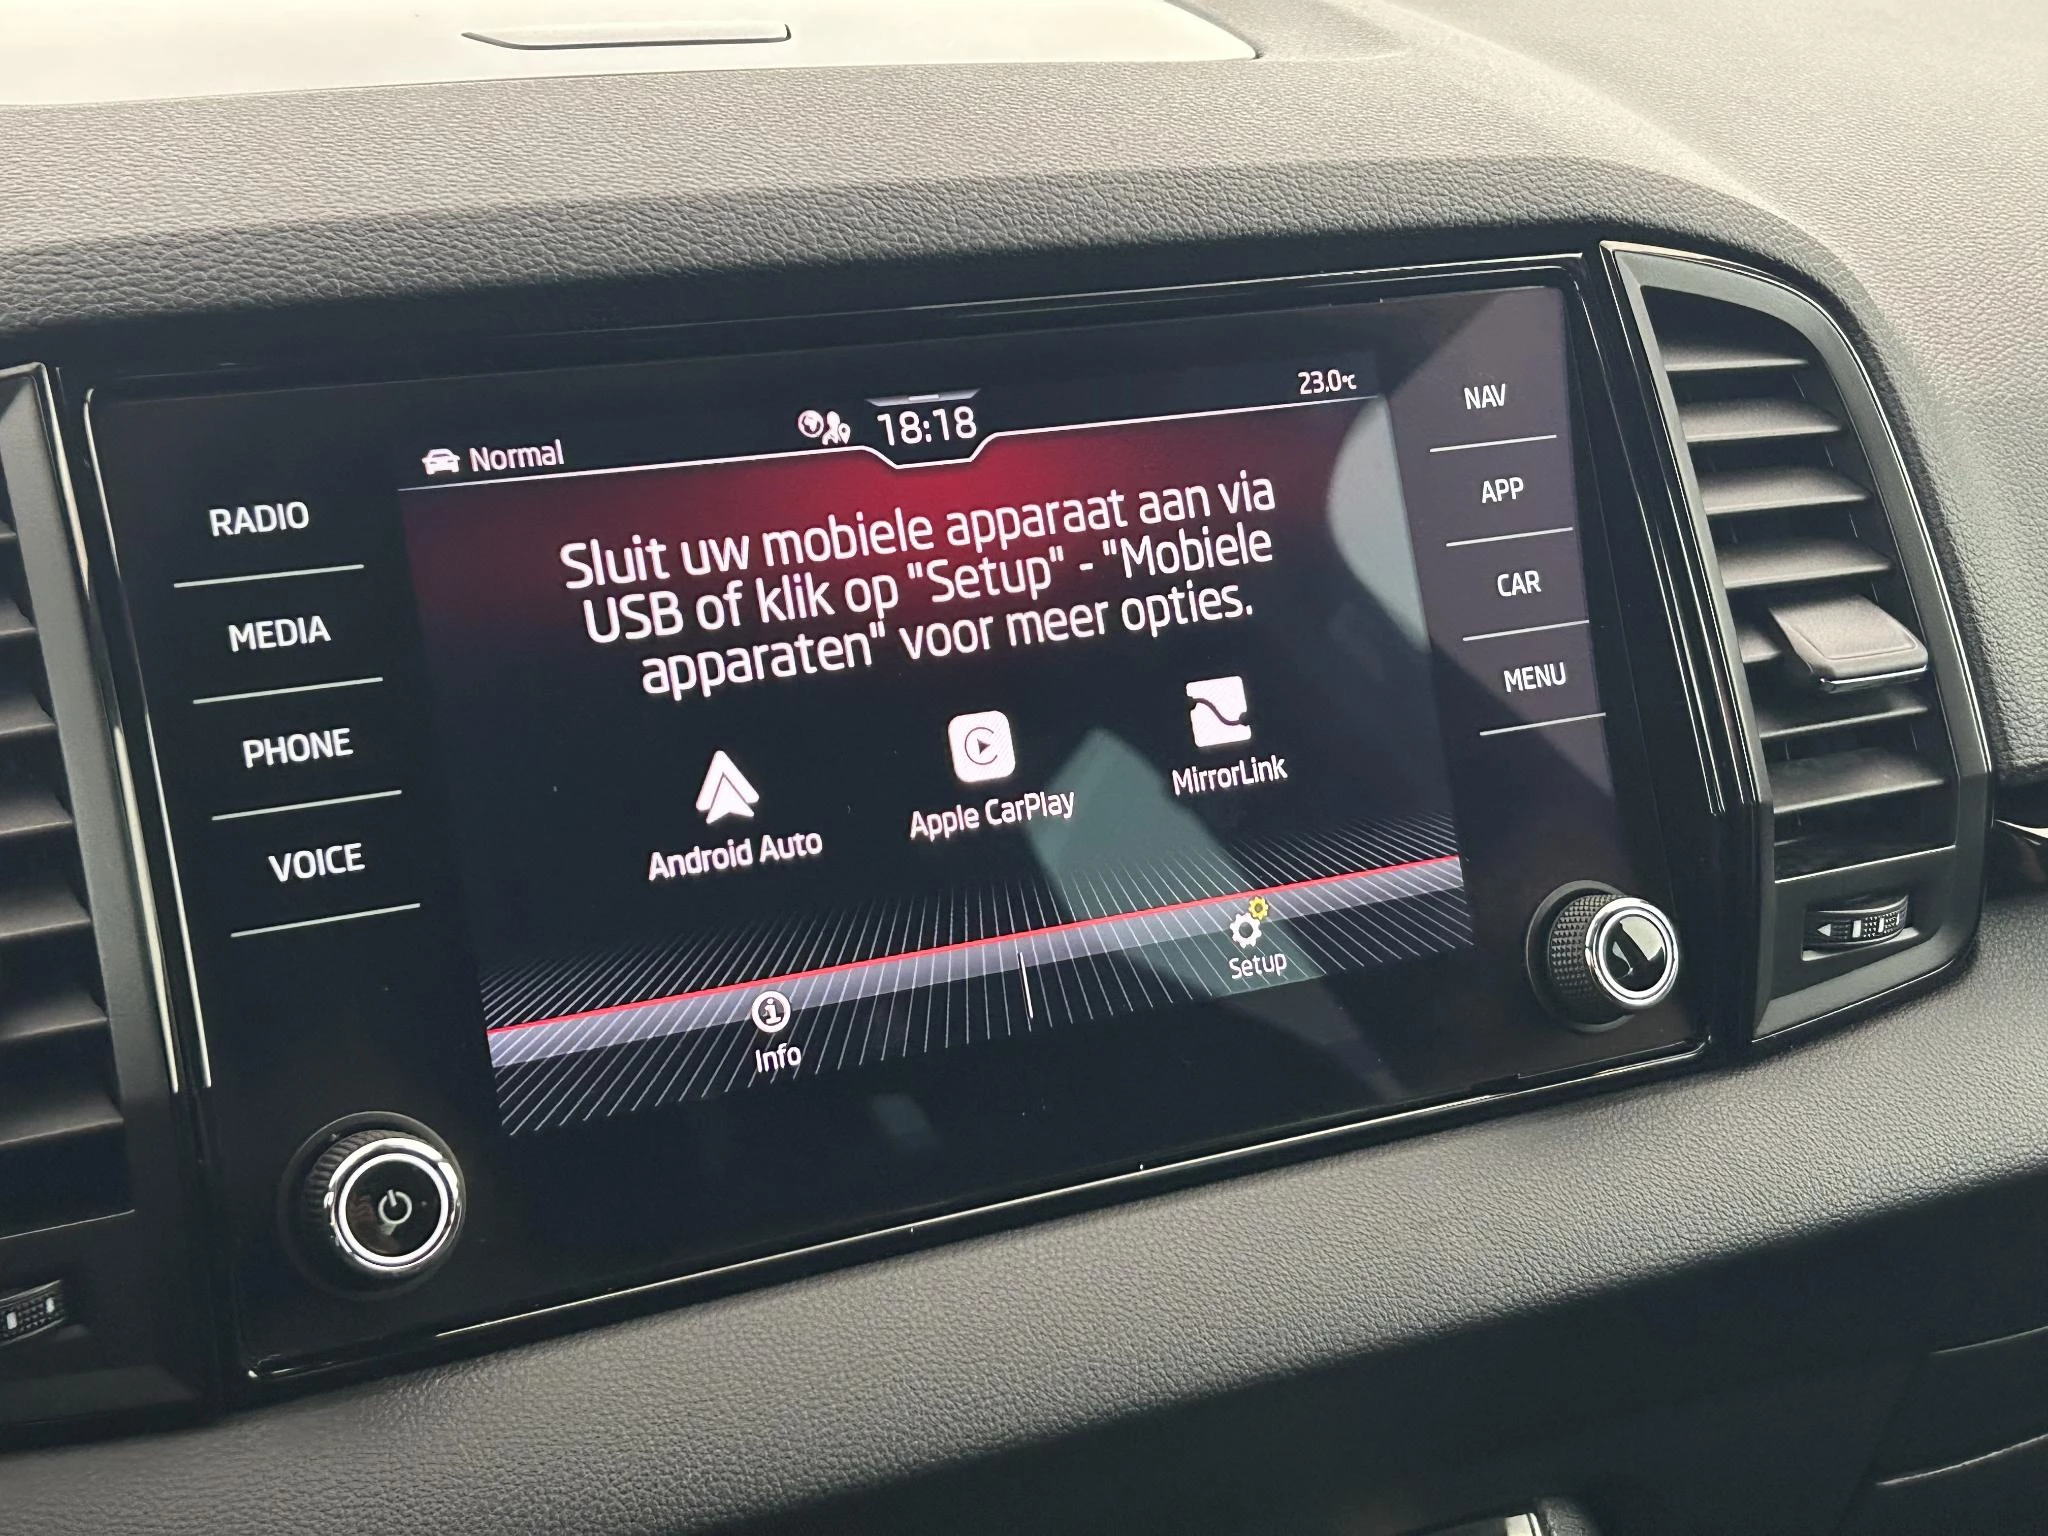 Normal
18:18
23.0°C
RADIO
MEDIA
PHONE
VOICE
Sluit uw mobiele apparaat aan via
USB of klik op "Setup" - "Mobiele
apparaten" voor meer opties.
Android Auto
Apple CarPlay
MirrorLink
Info
Setup
NAV
APP
CAR
MENU